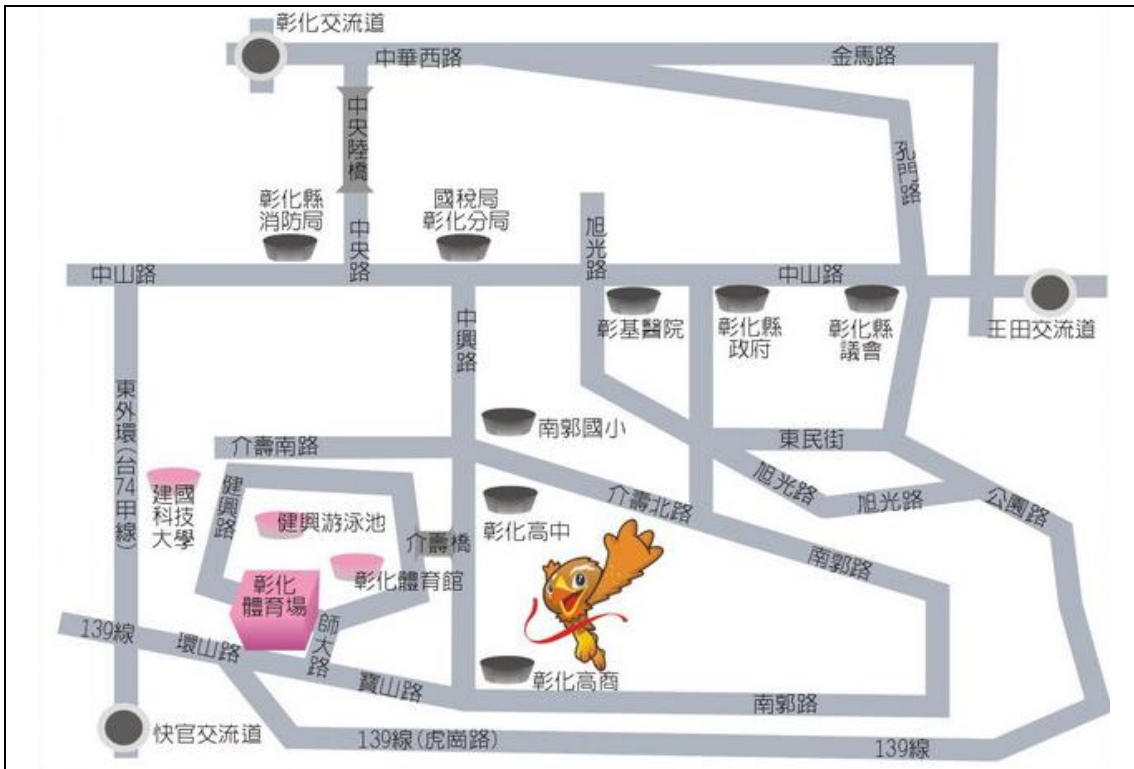 彰化交流道
中華西路
金馬路
中央陸橋
孔門路
彰化縣
消防局
國稅局
彰化分局
中央路
旭光路
中山路
中山路
彰基醫院
彰化縣
政府
彰化縣
議會
王田交流道
中興路
東外環(台74甲線)
南郭國小
東民街
介壽南路
旭光路
旭光路
公園路
建國
科技
大學
健興路
健興游泳池
彰化高中
介壽北路
介壽橋
彰化體育館
南郭路
彰化
體育場
師大路
139線
環山路
寶山路
彰化高商
南郭路
快官交流道
139線(虎崗路)
139線